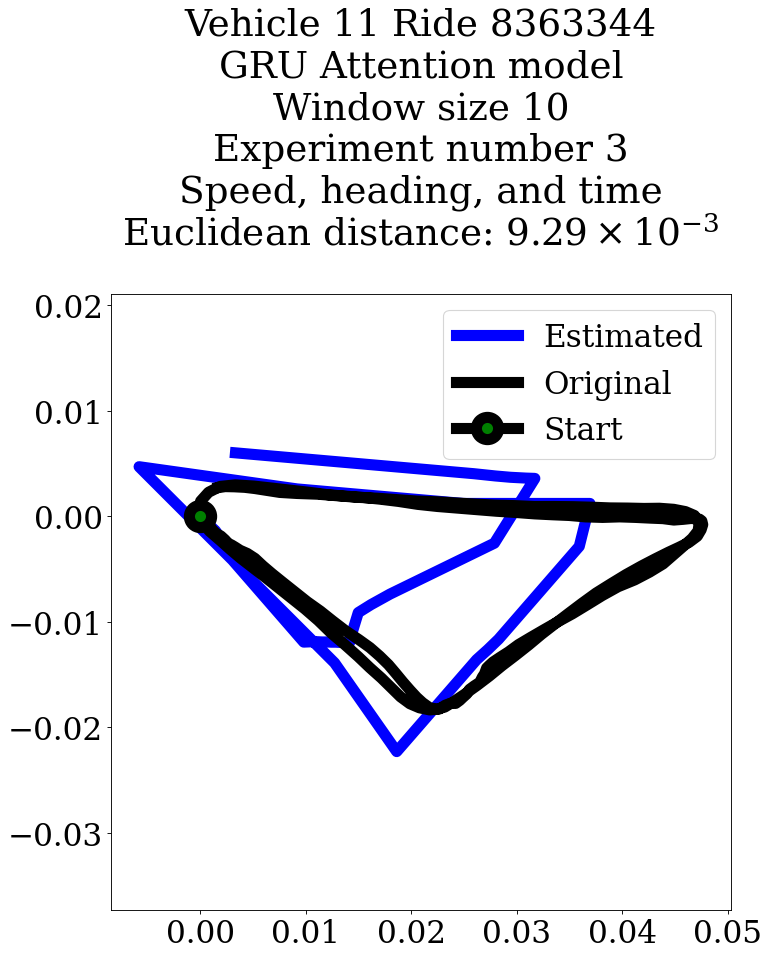 Vehicle 11 Ride 8363344
GRU Attention model
Window size 10
Experiment number 3
Speed, heading, and time
Euclidean distance: 9.29 × 10⁻³
0.02
0.01
0.00
−0.01
−0.02
−0.03
Estimated
Original
Start
0.00 0.01 0.02 0.03 0.04 0.05